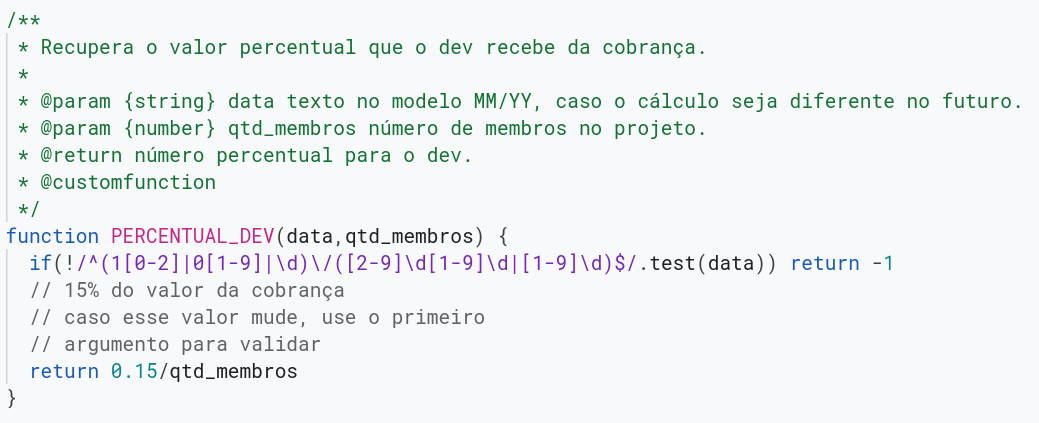 /**
 * Recupera o valor percentual que o dev recebe da cobrança.
 *
 * @param {string} data texto no modelo MM/YY, caso o cálculo seja diferente no futuro.
 * @param {number} qtd_membros número de membros no projeto.
 * @return número percentual para o dev.
 * @customfunction
 */
function PERCENTUAL_DEV(data,qtd_membros) {
  if(!/^(1[0-2]|0[1-9]|\d)\/([2-9]\d[1-9]\d|[1-9]\d)$/.test(data)) return -1
  // 15% do valor da cobrança
  // caso esse valor mude, use o primeiro
  // argumento para validar
  return 0.15/qtd_membros
}